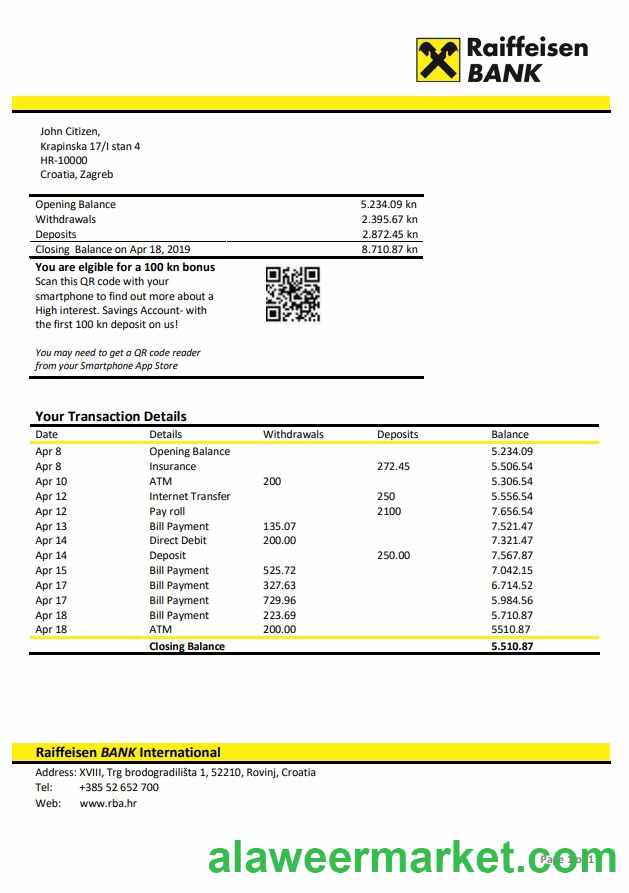 Raiffeisen
BANK
John Citizen,
Krapinska 17/I stan 4
HR-10000
Croatia, Zagreb
Opening Balance 5.234.09 kn
Withdrawals 2.395.67 kn
Deposits 2.872.45 kn
Closing Balance on Apr 18, 2019 8.710.87 kn
You are elgible for a 100 kn bonus
Scan this QR code with your
smartphone to find out more about a
High interest. Savings Account- with
the first 100 kn deposit on us!
You may need to get a QR code reader
from your Smartphone App Store
Your Transaction Details
Date Details Withdrawals Deposits Balance
Apr 8 Opening Balance 5.234.09
Apr 8 Insurance 272.45 5.506.54
Apr 10 ATM 200 5.306.54
Apr 12 Internet Transfer 250 5.556.54
Apr 12 Pay roll 2100 7.656.54
Apr 13 Bill Payment 135.07 7.521.47
Apr 14 Direct Debit 200.00 7.321.47
Apr 14 Deposit 250.00 7.567.87
Apr 15 Bill Payment 525.72 7.042.15
Apr 17 Bill Payment 327.63 6.714.52
Apr 17 Bill Payment 729.96 5.984.56
Apr 18 Bill Payment 223.69 5.710.87
Apr 18 ATM 200.00 5510.87
Closing Balance 5.510.87
Raiffeisen BANK International
Address: XVIII, Trg brodogradilišta 1, 52210, Rovinj, Croatia
Tel: +385 52 652 700
Web: www.rba.hr
alaweermarket.com
Page 1 of 1